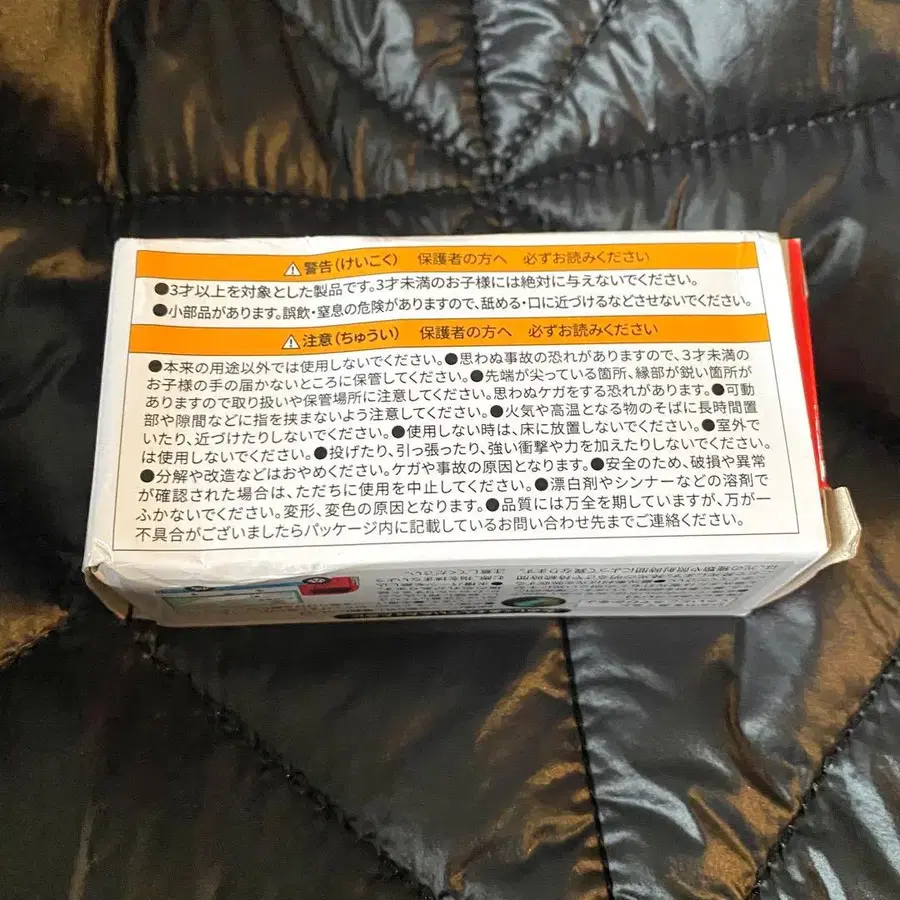 ⚠警告(けいこく) 保護者の方へ 必ずお読みください
●3才以上を対象とした製品です。3才未満のお子様には絶対に与えないでください。
●小部品があります。誤飲・窒息の危険がありますので、舐める・口に近づけるなどさせないでください。
⚠注意(ちゅうい) 保護者の方へ 必ずお読みください
●本来の用途以外では使用しないでください。●思わぬ事故の恐れがありますので、3才未満の
お子様の手の届かないところに保管してください。●先端が尖っている箇所、縁部が鋭い箇所が
ありますので取り扱いや保管場所に注意してください。思わぬケガをする恐れがあります。●可動
部や隙間などに指を挟まないよう注意してください。●火気や高温となる物のそばに長時間置
いたり、近づけたりしないでください。●使用しない時は、床に放置しないでください。●室外で
は使用しないでください。●投げたり、引っ張ったり、強い衝撃や力を加えたりしないでください。
●分解や改造などはおやめください。ケガや事故の原因となります。●安全のため、破損や異常
が確認された場合は、ただちに使用を中止してください。●漂白剤やシンナーなどの溶剤で
ふかないでください。変形、変色の原因となります。●品質には万全を期していますが、万が一
不具合がございましたらパッケージ内に記載しているお問い合わせ先までご連絡ください。